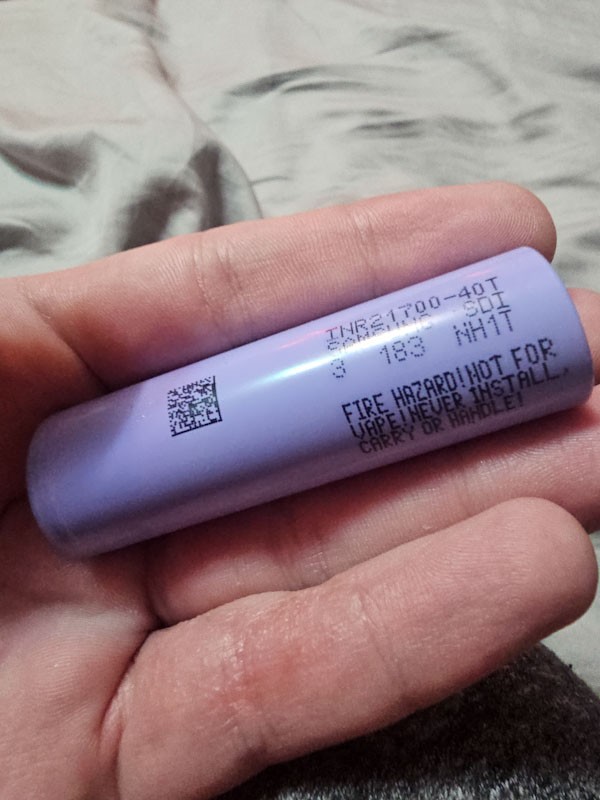 INR21700-40T
SAMSUNG SDI
3 183 NH1T
FIRE HAZARD!NOT FOR
VAPE!NEVER INSTALL,
CARRY OR HANDLE!